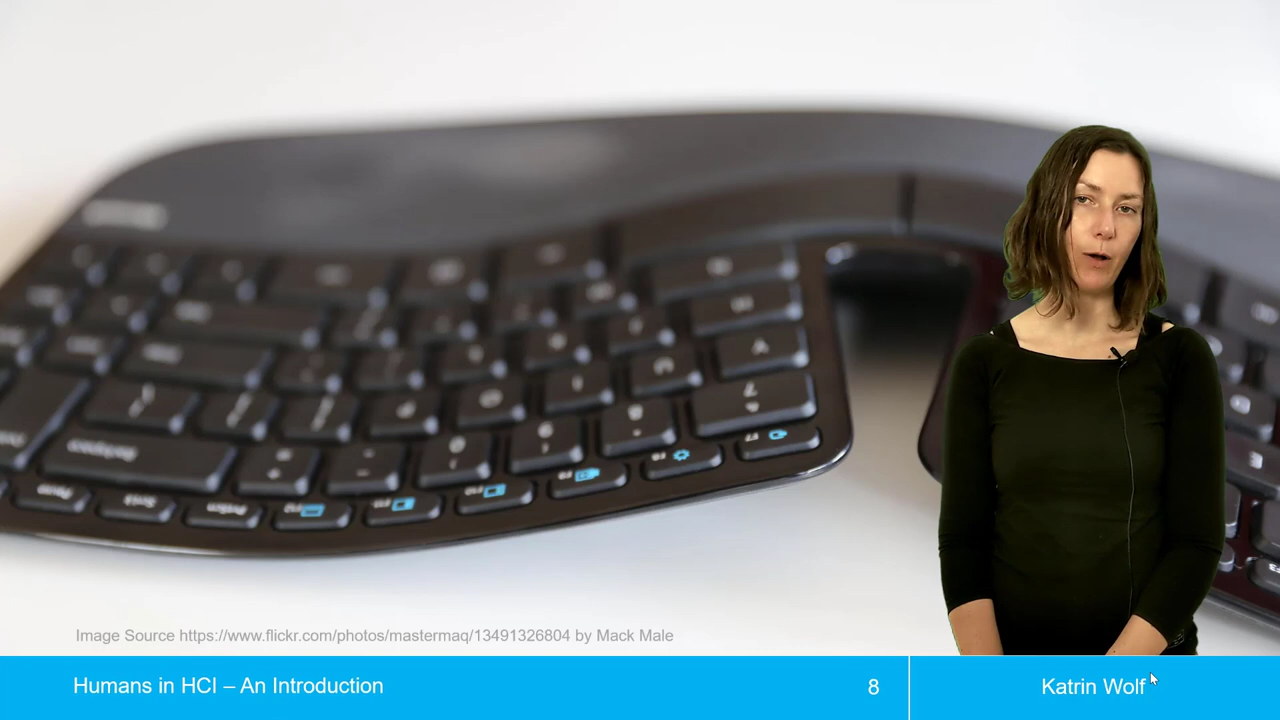 Image Source https://www.flickr.com/photos/mastermaq/13491326804 by Mack Male
Humans in HCI – An Introduction
8
Katrin Wolf